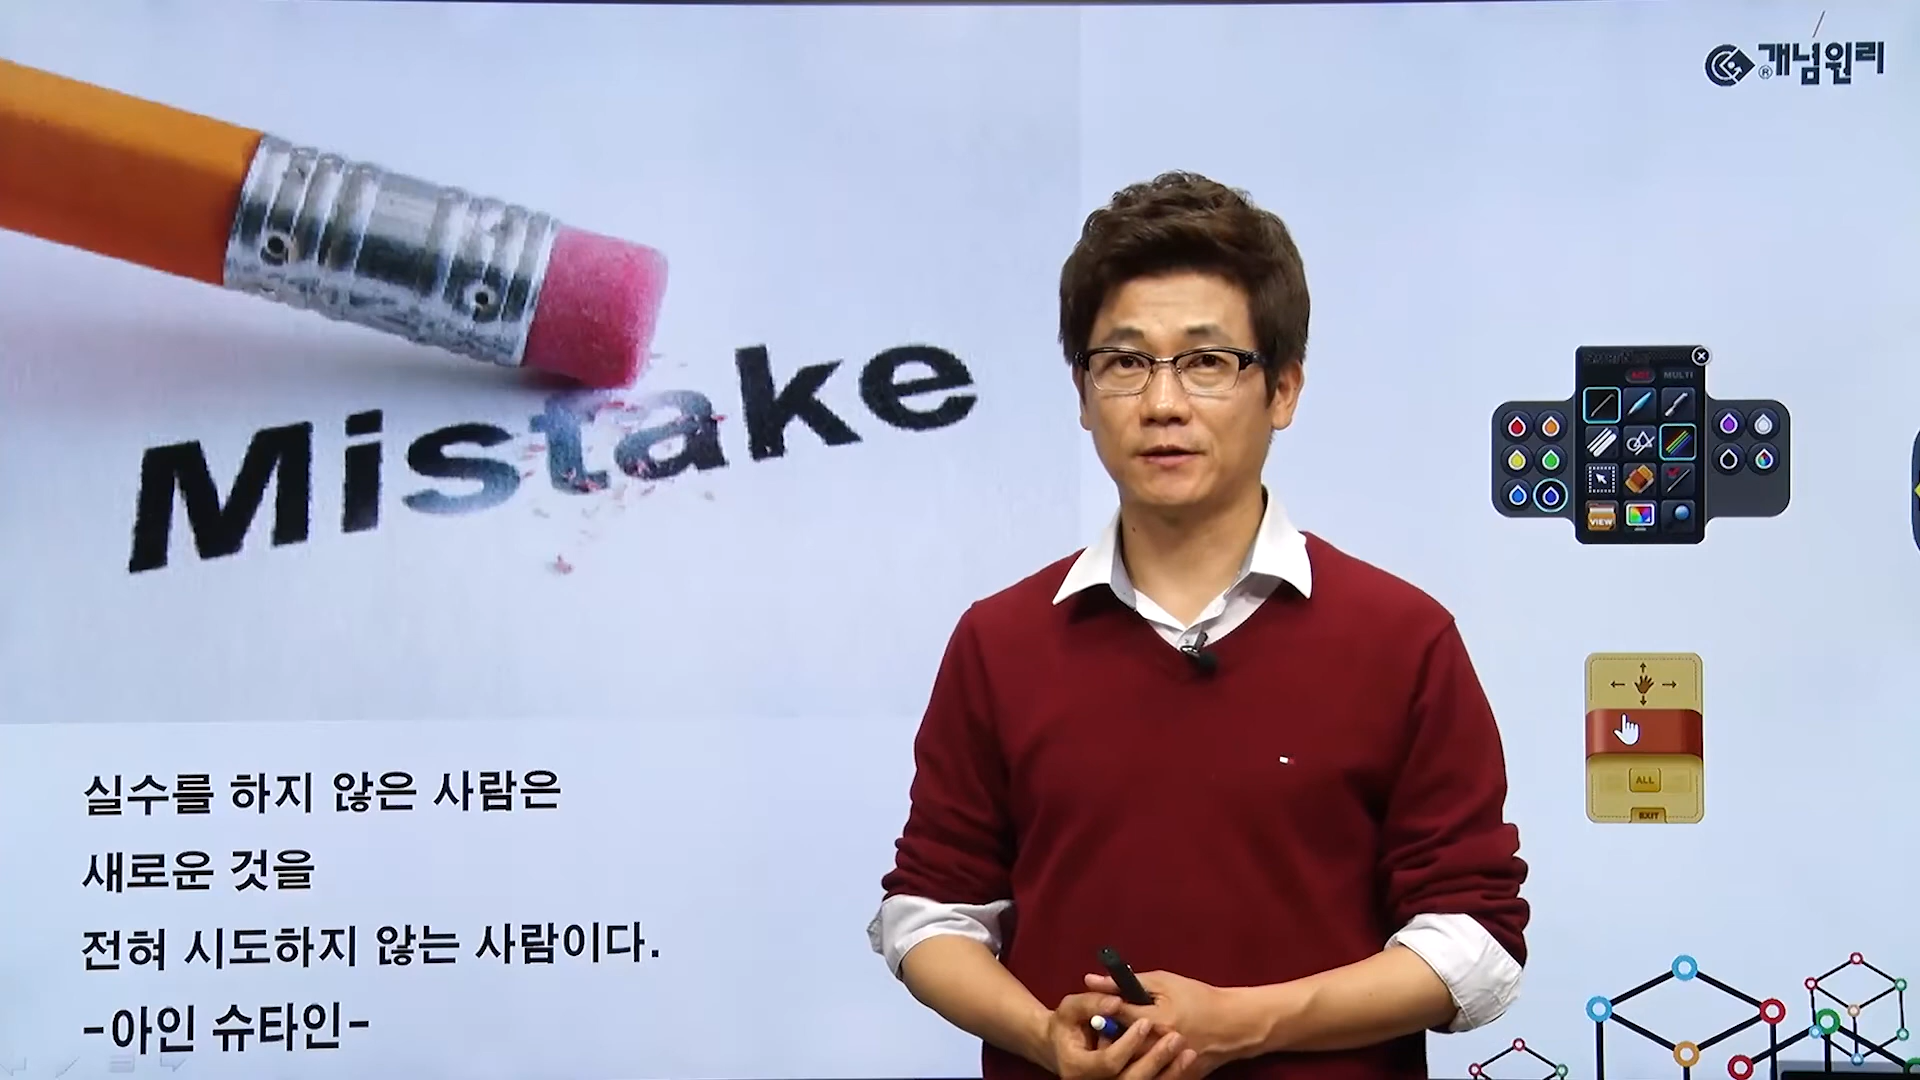 개념원리
®
Mistake
MULTI
VIEW
ALL
EXIT
실수를 하지 않은 사람은
새로운 것을
전혀 시도하지 않는 사람이다.
-아인 슈타인-